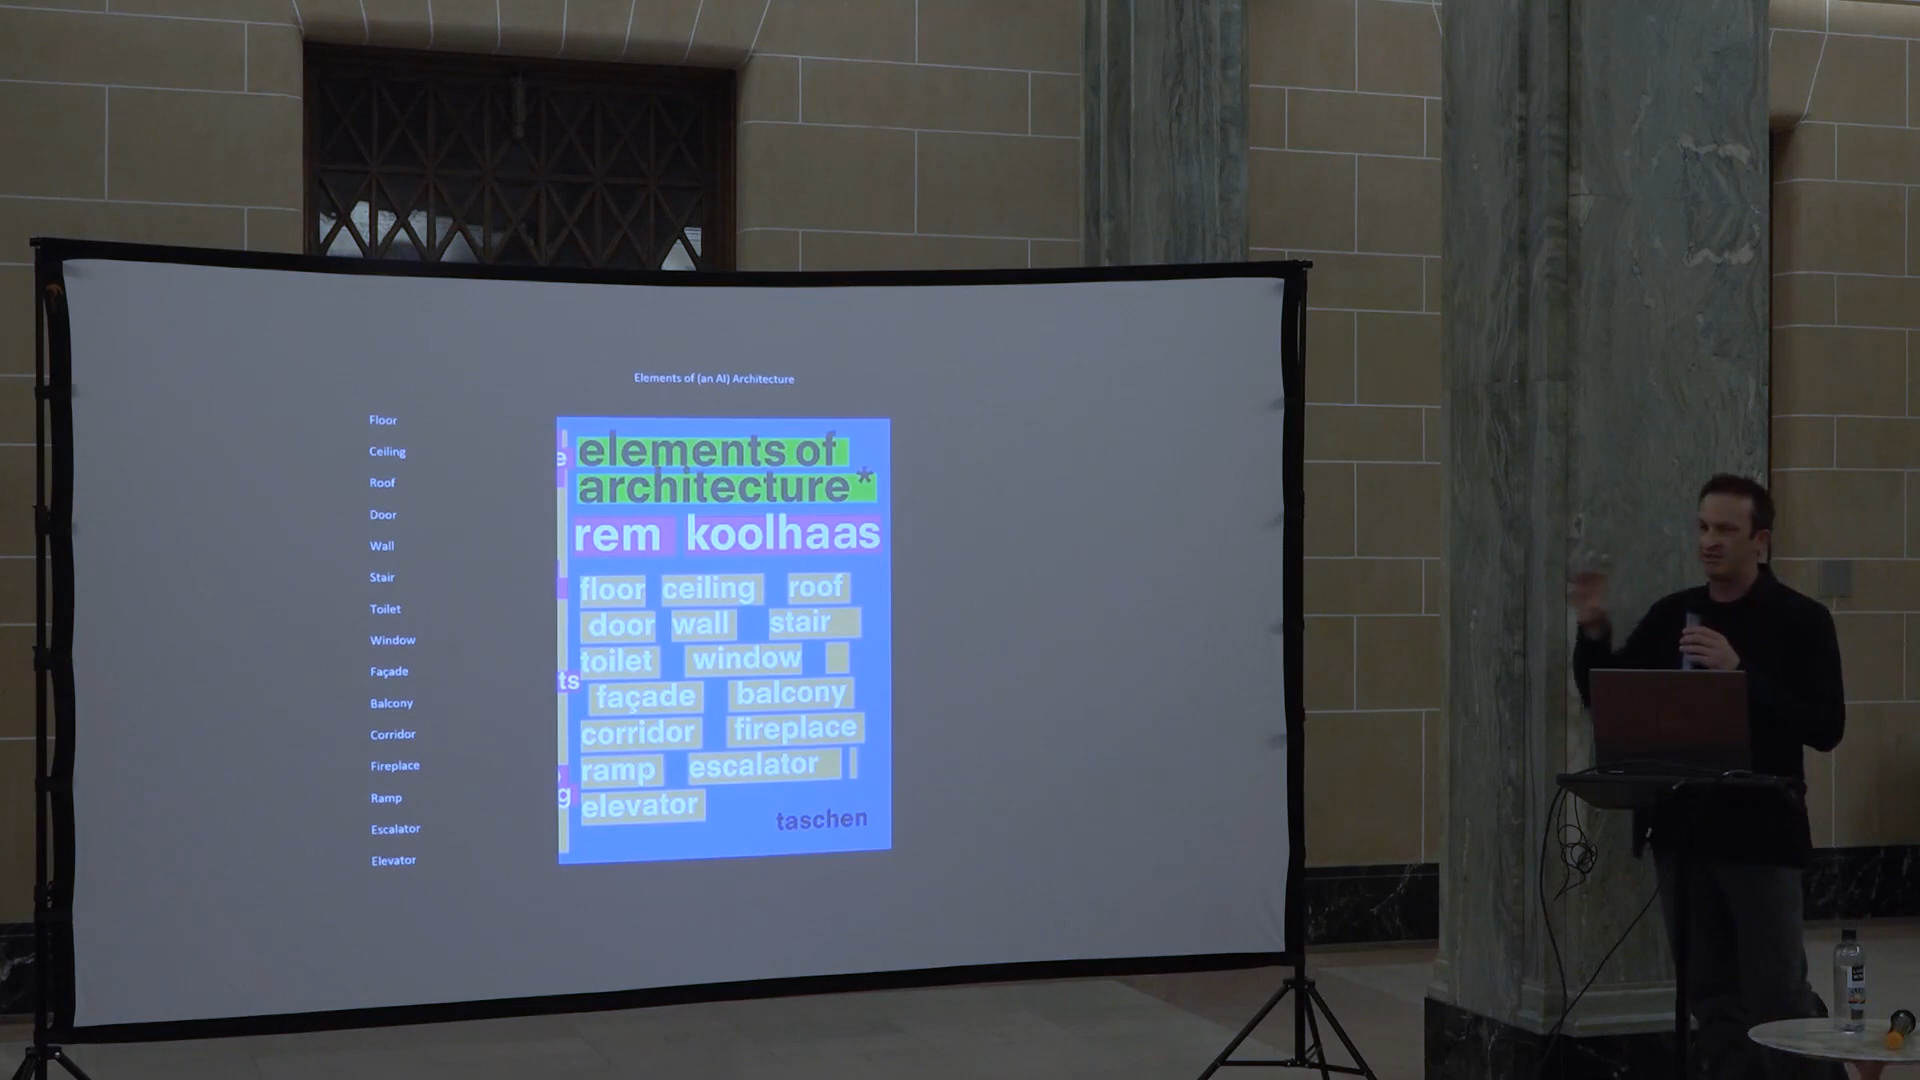 Elements of (an AI) Architecture
Floor
Ceiling
Roof
Door
Wall
Stair
Toilet
Window
Façade
Balcony
Corridor
Fireplace
Ramp
Escalator
Elevator
e
ts
g
elements of
architecture*
rem koolhaas
floor ceiling roof
door wall stair
toilet window
façade balcony
corridor fireplace
ramp escalator
elevator
taschen